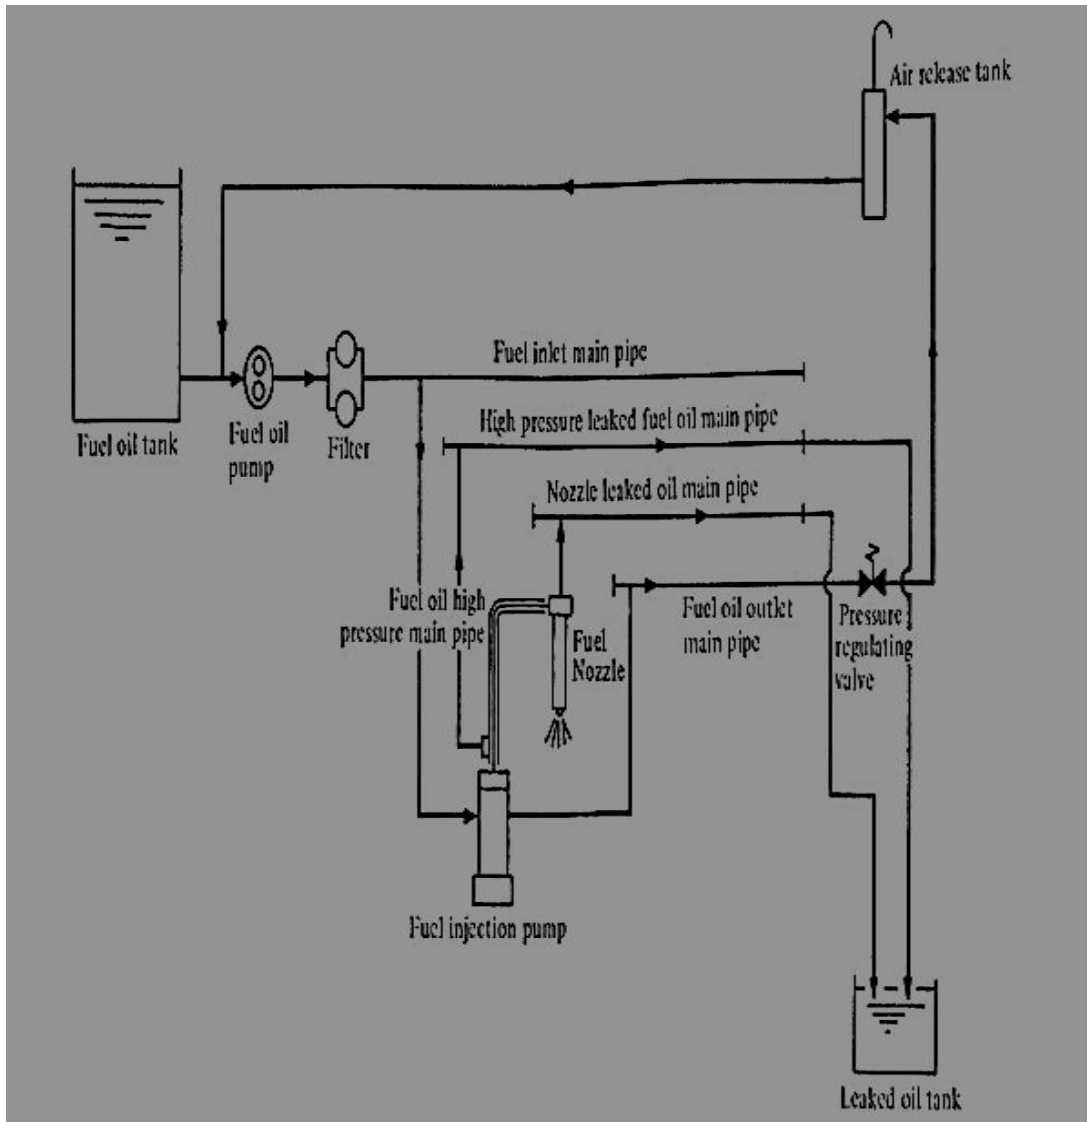 Air release tank
Fuel inlet main pipe
High pressure leaked fuel oil main pipe
Fuel oil tank
Fuel oil
pump
Filter
Nozzle leaked oil main pipe
Fuel oil high
pressure main pipe
Fuel
Nozzle
Fuel oil outlet
main pipe
Pressure
regulating
valve
Fuel injection pump
Leaked oil tank